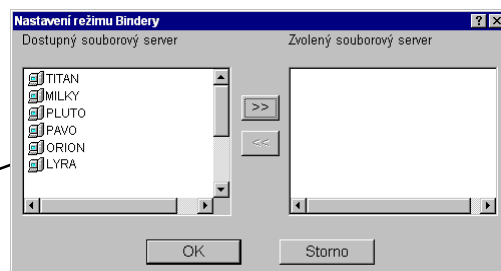 Nastavení režimu Bindery
Dostupný souborový server
Zvolený souborový server
TITAN
MILKY
PLUTO
PAVO
ORION
LYRA
>>
<<
OK
Storno